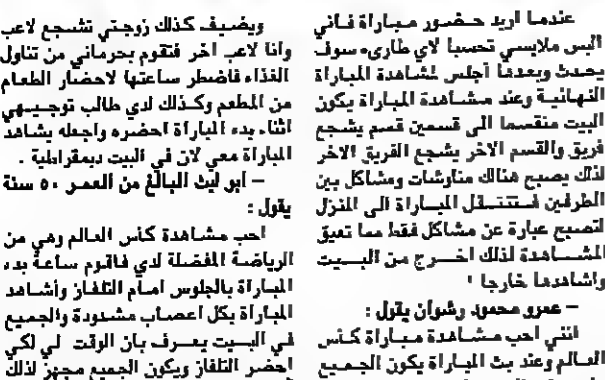 عندما اريد حضور مباراة فاني
البس ملابسي تحسبا لاي طارىء سوف
يحدث وبعدها اجلس لمشاهدة المباراة
النهائية وعند مشاهدة المباراة يكون
البيت منقسما الى قسمين قسم يشجع
فريق والقسم الاخر يشجع الفريق الاخر
لذلك يصبح هنالك مناوشات ومشاكل بين
الطرفين فتنتقل المباراة الى المنزل
لتصبح عبارة عن مشاكل فقط مما تعيق
المشاهدة لذلك اخرج من البيت
واشاهدها خارجا !
– عمرو محمود رشوان يقول :
انني احب مشاهدة مباراة كأس
العالم وعند بث المباراة يكون الجميع
ويضيف كذلك زوجتي تشجع لاعب
وانا لاعب اخر فتقوم بحرماني من تناول
الغذاء فاضطر ساعتها لاحضار الطعام
من المطعم وكذلك لدي طالب توجيهي
اثناء بدء المباراة احضره واجعله يشاهد
المباراة معي لان في البيت ديمقراطية .
– ابو ليث البالغ من العمر ٥٠ سنة
يقول :
احب مشاهدة كأس العالم وهي من
الرياضة المفضلة لدي فاقوم ساعة بدء
المباراة بالجلوس امام التلفاز وأشاهد
المباراة بكل اعصاب مشدودة والجميع
في البيت يعرف بان الوقت لي لكي
احضر التلفاز ويكون الجميع مجهز لذلك